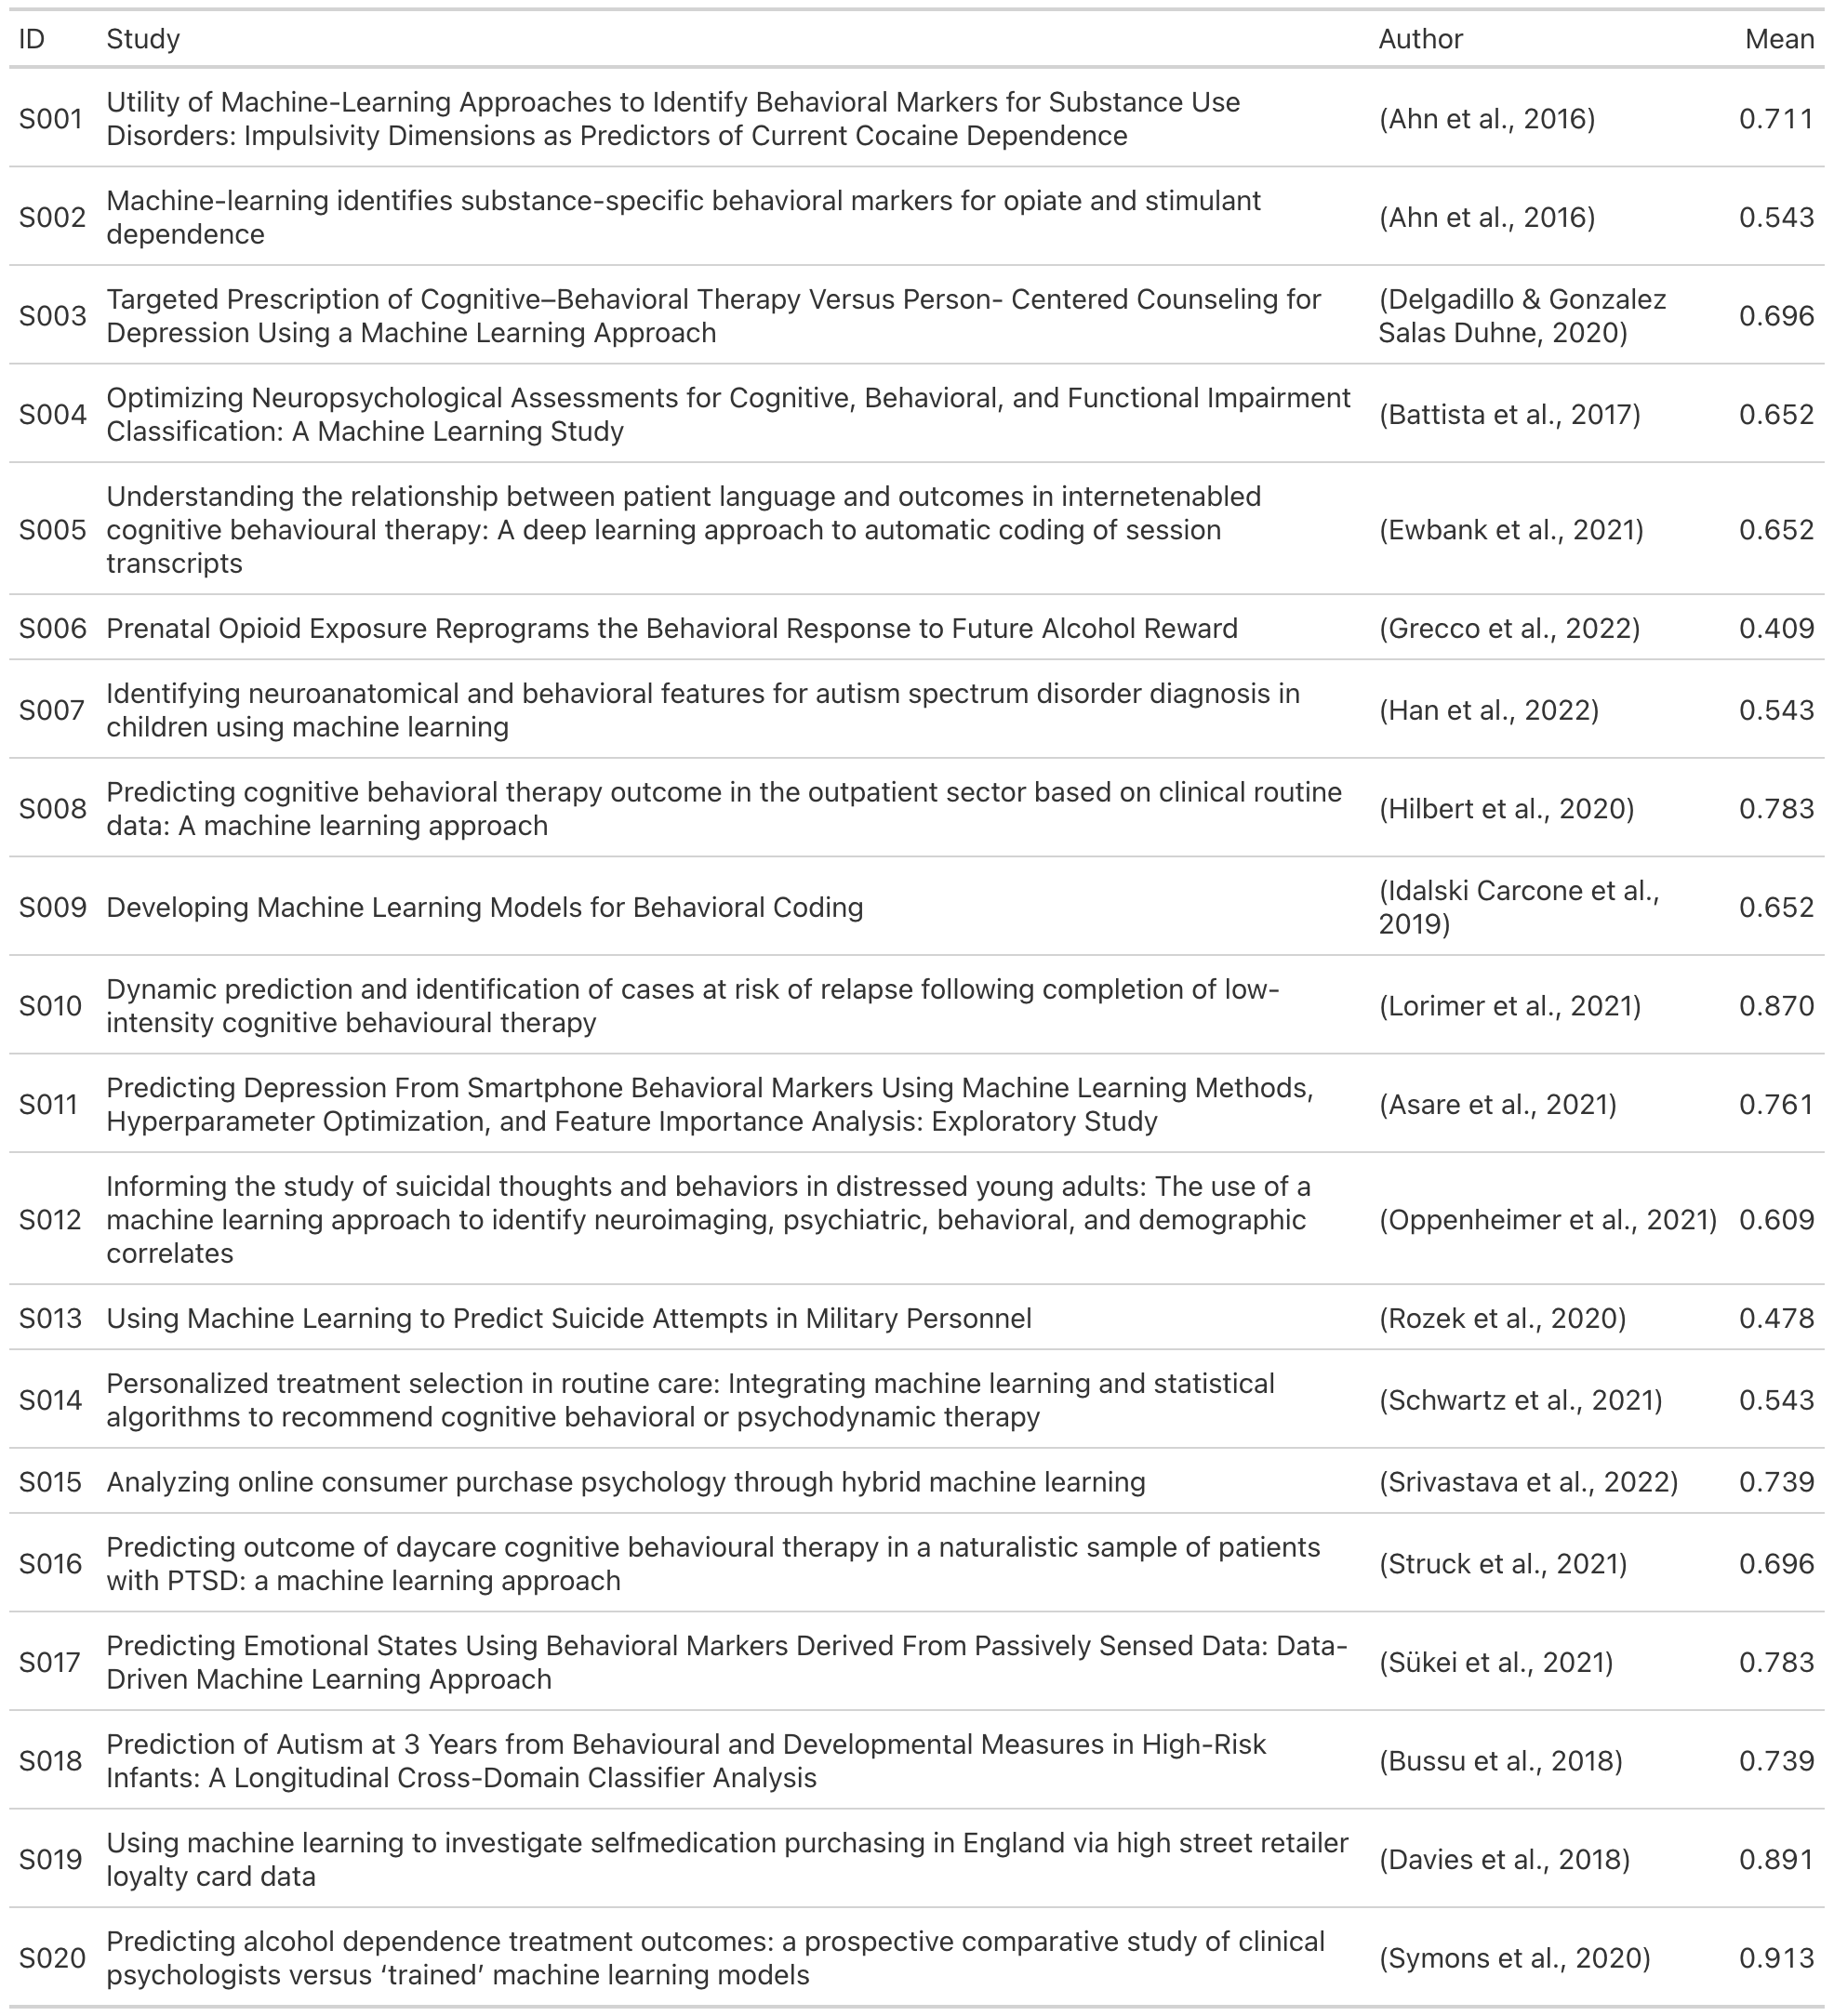 ID Study Author Mean
S001 Utility of Machine-Learning Approaches to Identify Behavioral Markers for Substance Use
Disorders: Impulsivity Dimensions as Predictors of Current Cocaine Dependence (Ahn et al., 2016) 0.711
S002 Machine-learning identifies substance-specific behavioral markers for opiate and stimulant
dependence (Ahn et al., 2016) 0.543
S003 Targeted Prescription of Cognitive–Behavioral Therapy Versus Person- Centered Counseling for
Depression Using a Machine Learning Approach (Delgadillo & Gonzalez
Salas Duhne, 2020) 0.696
S004 Optimizing Neuropsychological Assessments for Cognitive, Behavioral, and Functional Impairment
Classification: A Machine Learning Study (Battista et al., 2017) 0.652
S005 Understanding the relationship between patient language and outcomes in internetenabled
cognitive behavioural therapy: A deep learning approach to automatic coding of session
transcripts (Ewbank et al., 2021) 0.652
S006 Prenatal Opioid Exposure Reprograms the Behavioral Response to Future Alcohol Reward (Grecco et al., 2022) 0.409
S007 Identifying neuroanatomical and behavioral features for autism spectrum disorder diagnosis in
children using machine learning (Han et al., 2022) 0.543
S008 Predicting cognitive behavioral therapy outcome in the outpatient sector based on clinical routine
data: A machine learning approach (Hilbert et al., 2020) 0.783
S009 Developing Machine Learning Models for Behavioral Coding (Idalski Carcone et al.,
2019) 0.652
S010 Dynamic prediction and identification of cases at risk of relapse following completion of low-
intensity cognitive behavioural therapy (Lorimer et al., 2021) 0.870
S011 Predicting Depression From Smartphone Behavioral Markers Using Machine Learning Methods,
Hyperparameter Optimization, and Feature Importance Analysis: Exploratory Study (Asare et al., 2021) 0.761
S012 Informing the study of suicidal thoughts and behaviors in distressed young adults: The use of a
machine learning approach to identify neuroimaging, psychiatric, behavioral, and demographic
correlates (Oppenheimer et al., 2021) 0.609
S013 Using Machine Learning to Predict Suicide Attempts in Military Personnel (Rozek et al., 2020) 0.478
S014 Personalized treatment selection in routine care: Integrating machine learning and statistical
algorithms to recommend cognitive behavioral or psychodynamic therapy (Schwartz et al., 2021) 0.543
S015 Analyzing online consumer purchase psychology through hybrid machine learning (Srivastava et al., 2022) 0.739
S016 Predicting outcome of daycare cognitive behavioural therapy in a naturalistic sample of patients
with PTSD: a machine learning approach (Struck et al., 2021) 0.696
S017 Predicting Emotional States Using Behavioral Markers Derived From Passively Sensed Data: Data-
Driven Machine Learning Approach (Sükei et al., 2021) 0.783
S018 Prediction of Autism at 3 Years from Behavioural and Developmental Measures in High-Risk
Infants: A Longitudinal Cross-Domain Classifier Analysis (Bussu et al., 2018) 0.739
S019 Using machine learning to investigate selfmedication purchasing in England via high street retailer
loyalty card data (Davies et al., 2018) 0.891
S020 Predicting alcohol dependence treatment outcomes: a prospective comparative study of clinical
psychologists versus ‘trained’ machine learning models (Symons et al., 2020) 0.913